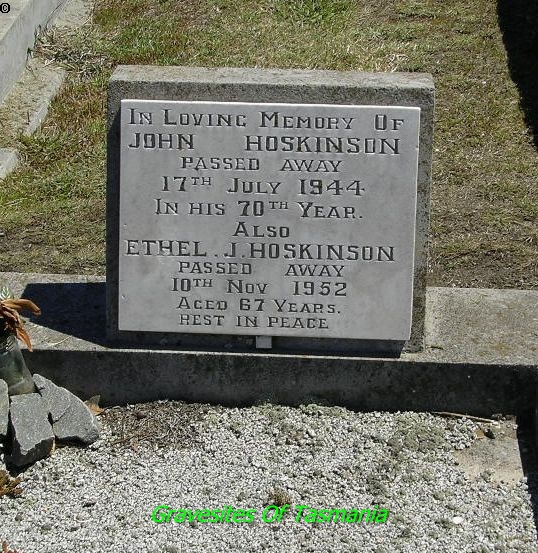 ©
In Loving Memory Of
JOHN HOSKINSON
PASSED AWAY
17TH July 1944
In his 70TH Year.
Also
ETHEL. J. HOSKINSON
PASSED AWAY
10TH Nov 1952
Aged 67 Years.
REST IN PEACE
Gravesites Of Tasmania